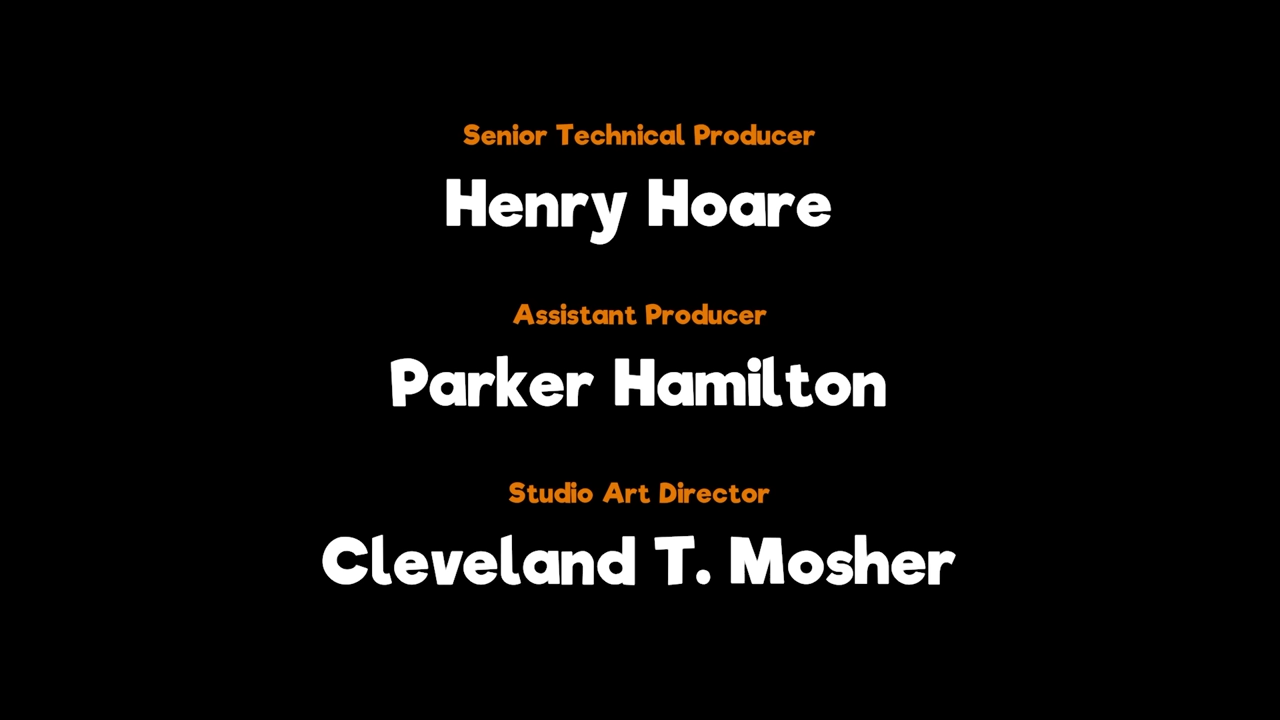 Senior Technical Producer
Henry Hoare
Assistant Producer
Parker Hamilton
Studio Art Director
Cleveland T. Mosher